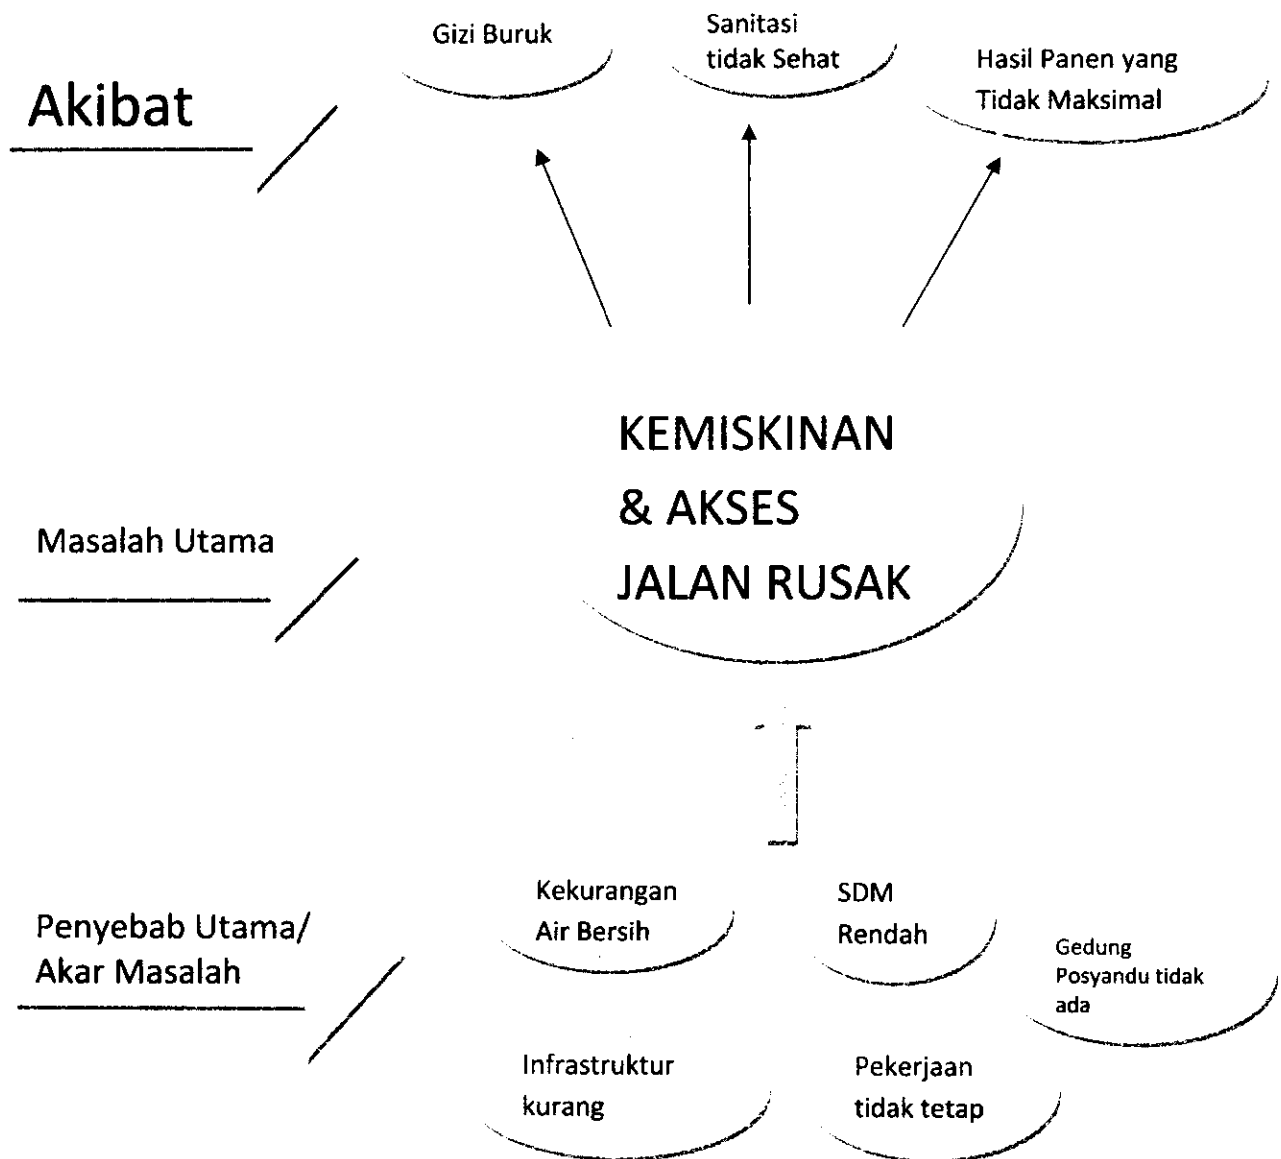 Gizi Buruk
Sanitasi
tidak Sehat
Hasil Panen yang
Tidak Maksimal
Akibat
KEMISKINAN
& AKSES
JALAN RUSAK
Masalah Utama
Kekurangan
Air Bersih
SDM
Rendah
Gedung
Posyandu tidak
ada
Penyebab Utama/
Akar Masalah
Infrastruktur
kurang
Pekerjaan
tidak tetap